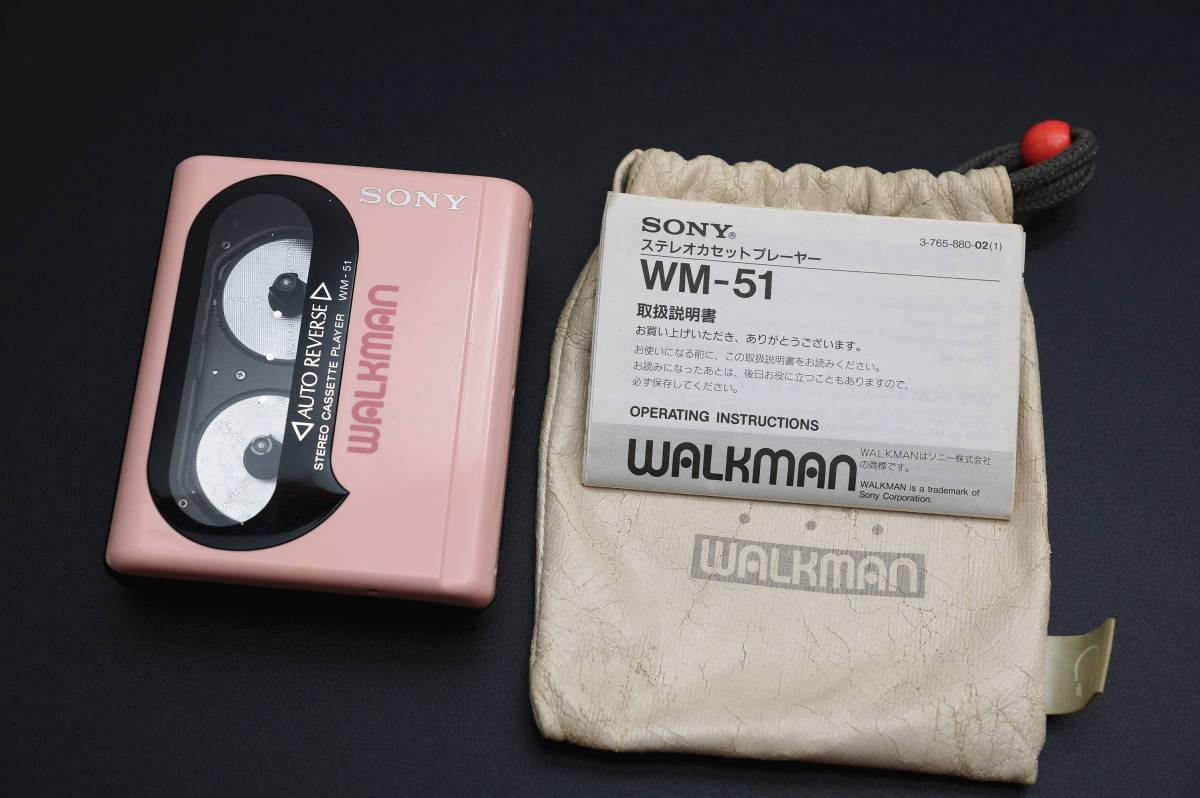 SONY
◁AUTO REVERSE▷
STEREO CASSETTE PLAYER WM-51
WALKMAN
SONY®
3-765-880-02(1)
ステレオカセットプレーヤー
WM-51
取扱説明書
お買い上げいただき、ありがとうございます。
お使いになる前に、この取扱説明書をお読みください。
お読みになったあとは、後日お役に立つこともありますので、
必ず保存してください。
OPERATING INSTRUCTIONS
WALKMAN
WALKMANはソニー株式会社
の商標です。
WALKMAN is a trademark of
Sony Corporation.
WALKMAN